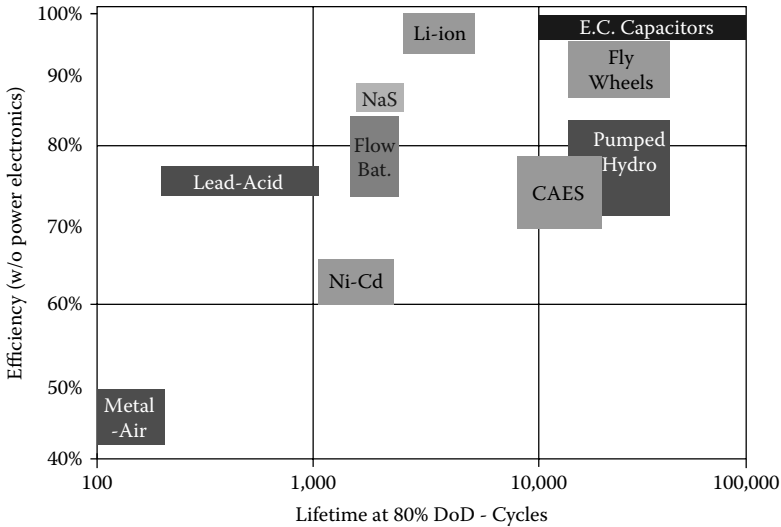 100%
90%
80%
70%
60%
50%
40%
Efficiency (w/o power electronics)
Li-ion
E.C. Capacitors
Fly
Wheels
NaS
Flow
Bat.
Pumped
Hydro
Lead-Acid
CAES
Ni-Cd
Metal
-Air
100
1,000
10,000
100,000
Lifetime at 80% DoD - Cycles